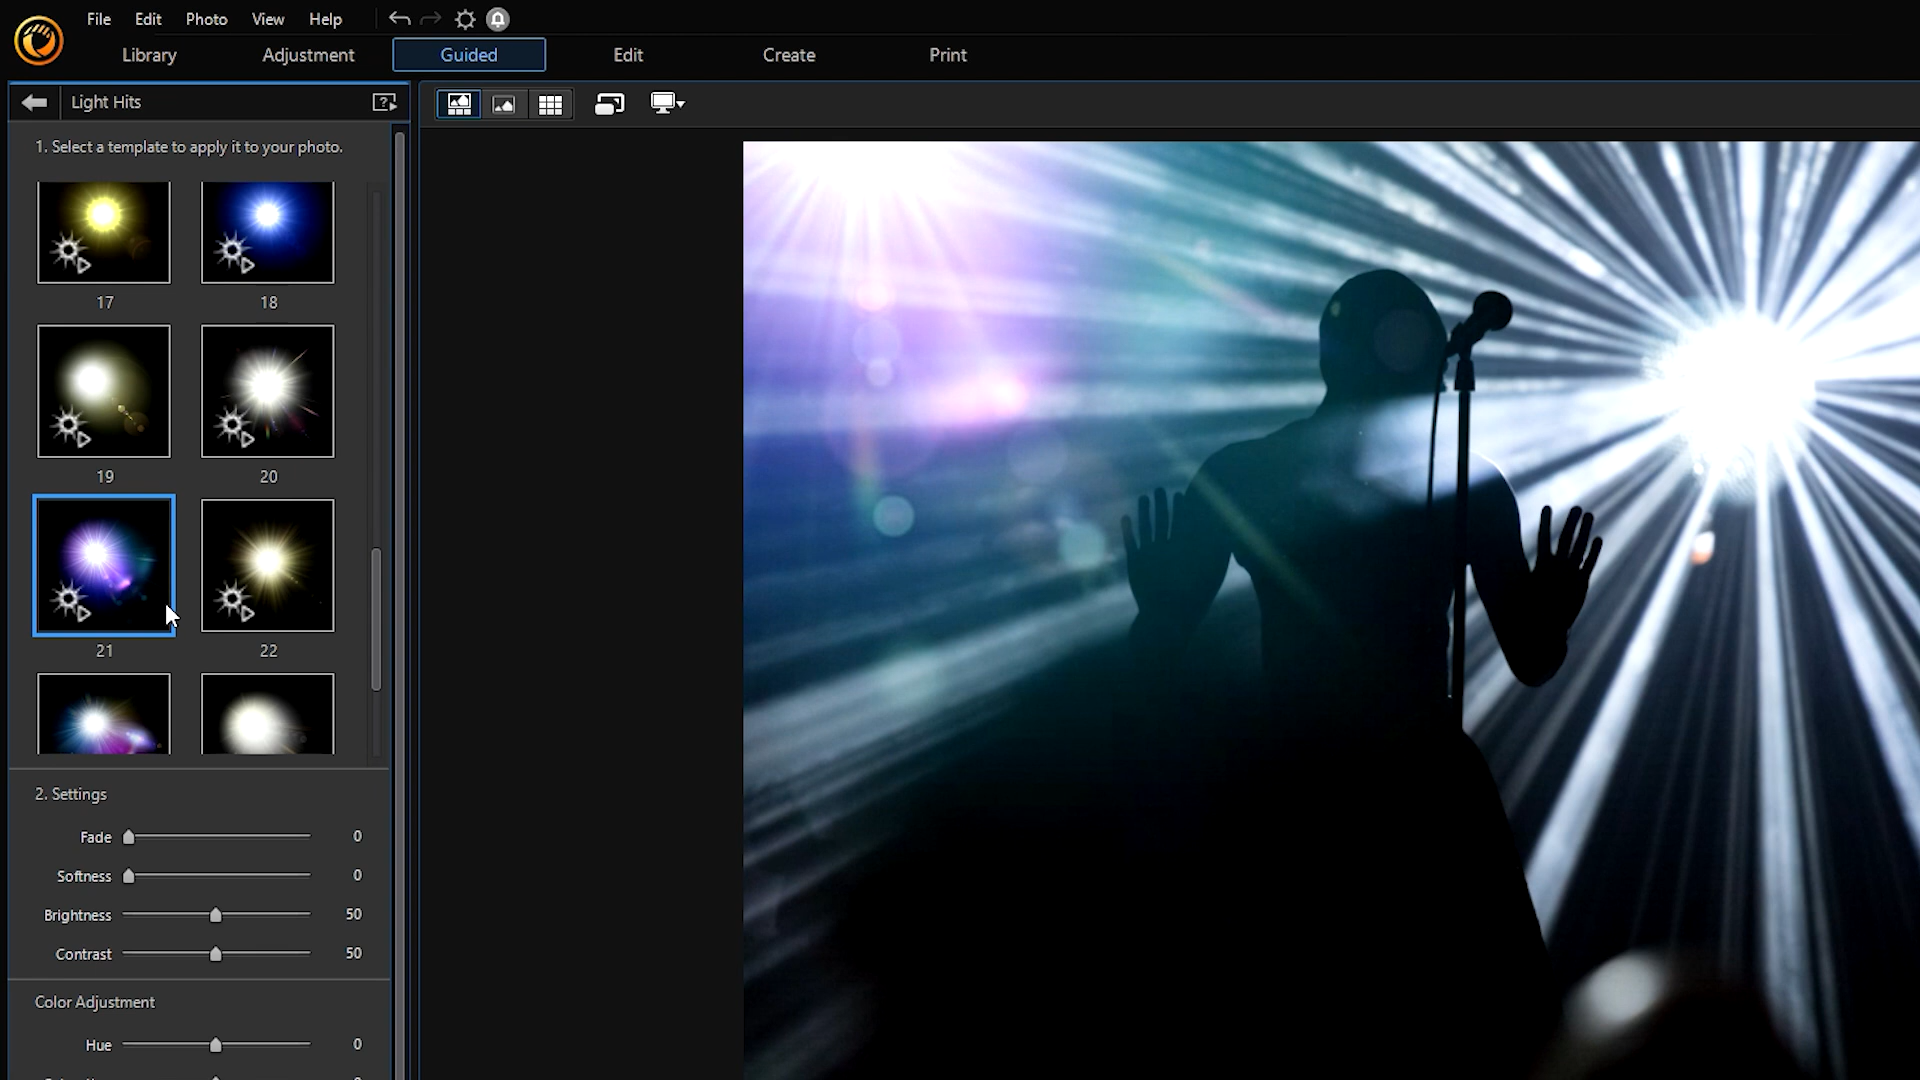 File Edit Photo View Help
Library Adjustment Guided Edit Create Print
Light Hits
1. Select a template to apply it to your photo.
17 18
19 20
21 22
2. Settings
Fade 0
Softness 0
Brightness 50
Contrast 50
Color Adjustment
Hue 0